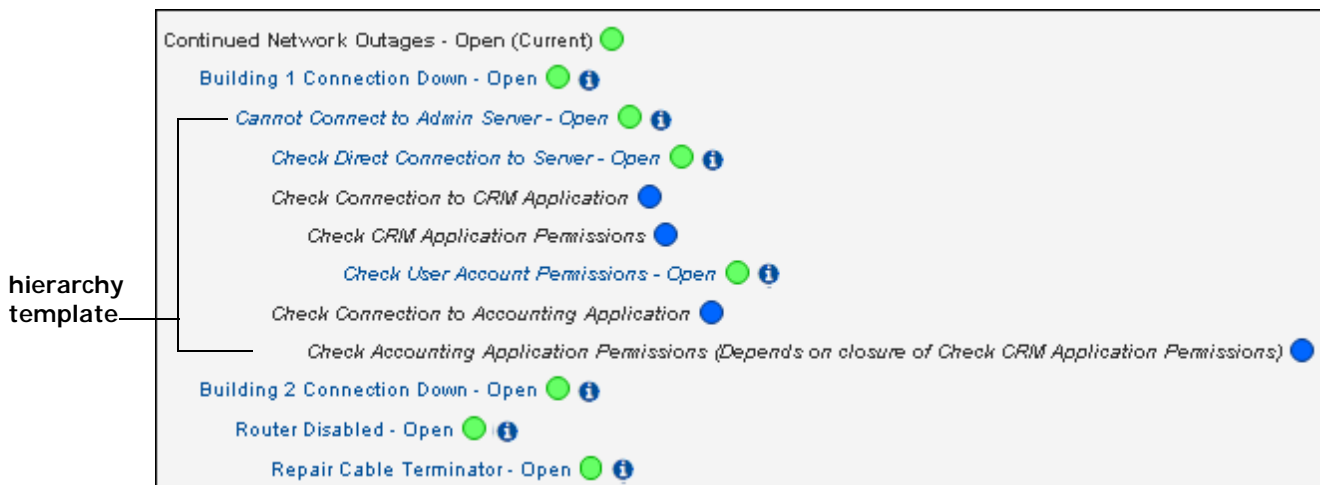 Continued Network Outages - Open (Current)
Building 1 Connection Down - Open
Cannot Connect to Admin Server - Open
Check Direct Connection to Server - Open
Check Connection to CRM Application
Check CRM Application Permissions
Check User Account Permissions - Open
hierarchy
template
Check Connection to Accounting Application
Check Accounting Application Permissions (Depends on closure of Check CRM Application Permissions)
Building 2 Connection Down - Open
Router Disabled - Open
Repair Cable Terminator - Open